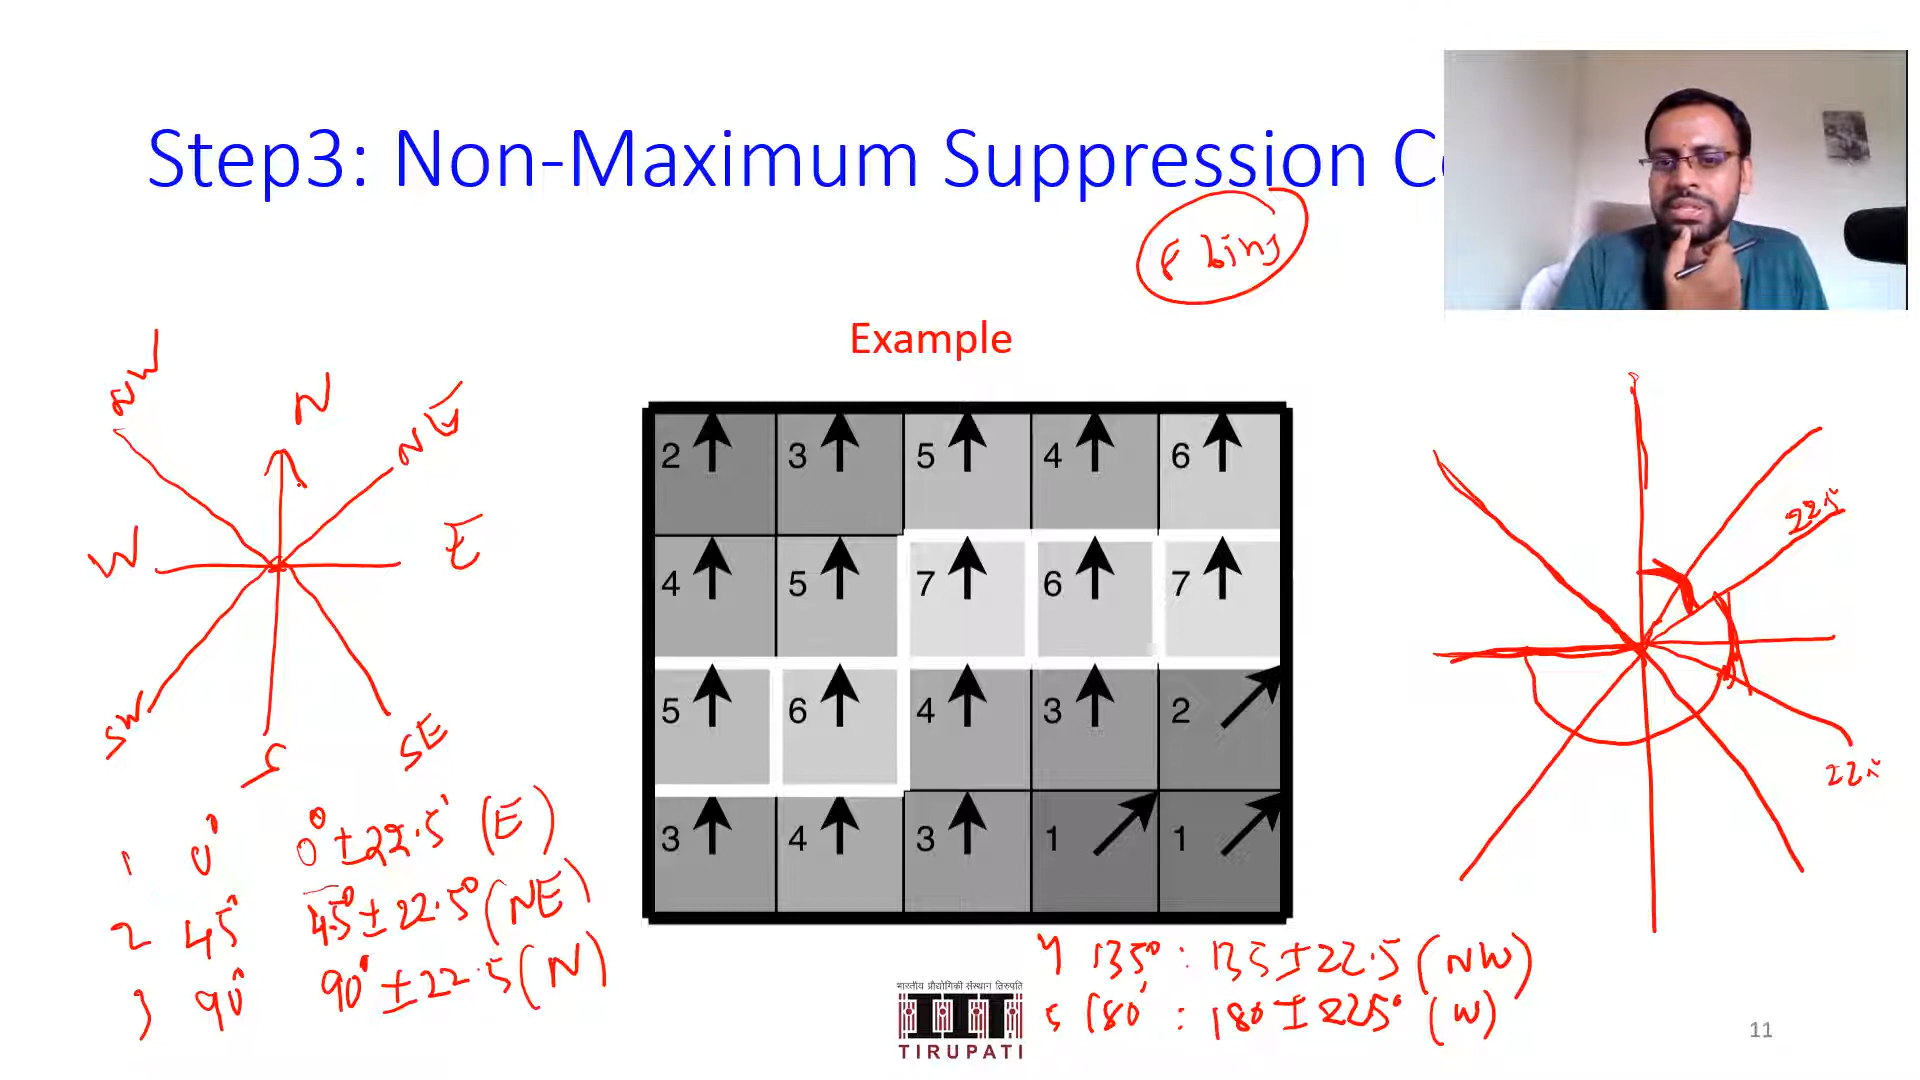 Step3: Non-Maximum Suppression
8 bins
Example
NW
N
NE
W
E
SW
S
SE
2 3 5 4 6
4 5 7 6 7
5 6 4 3 2
3 4 3 1 1
22.5
22.5
1 0° 0° ± 22.5° (E)
2 45° 45° ± 22.5° (NE)
3 90° 90° ± 22.5 (N)
4 135° : 135 ± 22.5 (NW)
5 180° : 180 ± 22.5° (W)
भारतीय प्रौद्योगिकी संस्थान तिरुपति
TIRUPATI
11